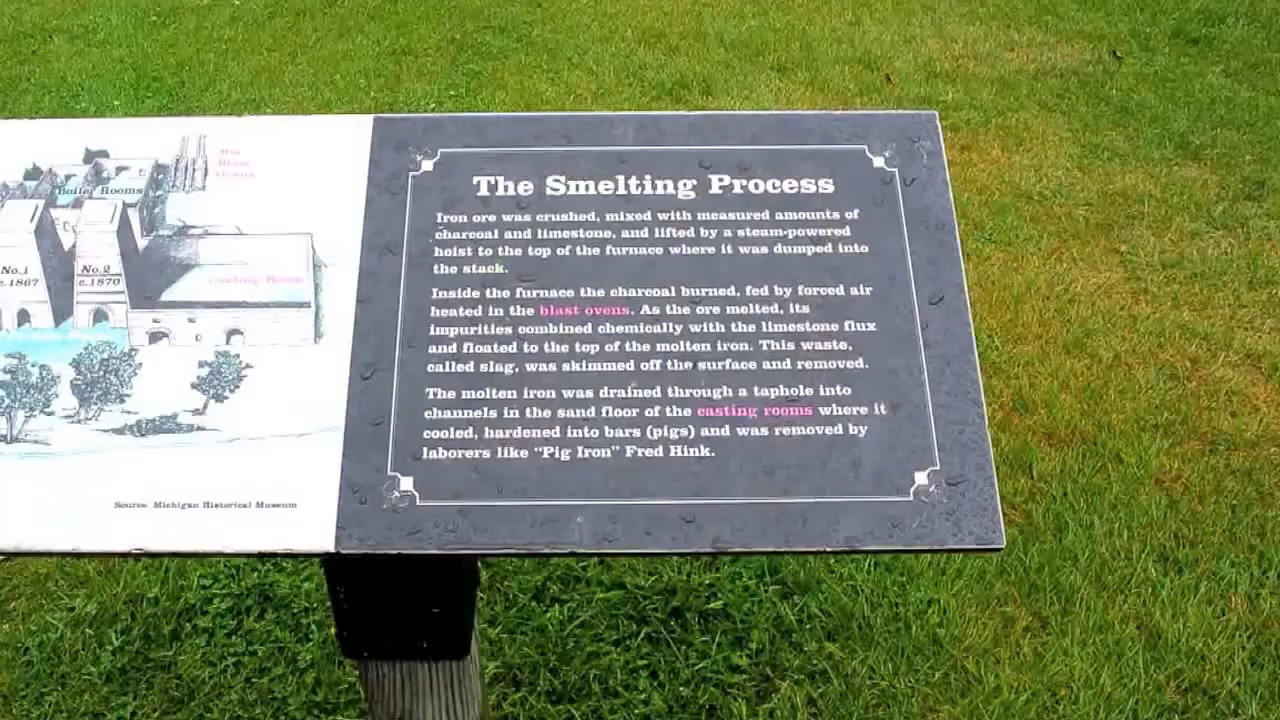 Hot
Blast
Ovens
Boiler Rooms
No.1
c.1867
No.2
c.1870
Casting Room
Source: Michigan Historical Museum
The Smelting Process
Iron ore was crushed, mixed with measured amounts of
charcoal and limestone, and lifted by a steam-powered
hoist to the top of the furnace where it was dumped into
the stack.
Inside the furnace the charcoal burned, fed by forced air
heated in the blast ovens. As the ore molted, its
impurities combined chemically with the limestone flux
and floated to the top of the molten iron. This waste,
called slag, was skimmed off the surface and removed.
The molten iron was drained through a taphole into
channels in the sand floor of the casting rooms where it
cooled, hardened into bars (pigs) and was removed by
laborers like "Pig Iron" Fred Hink.